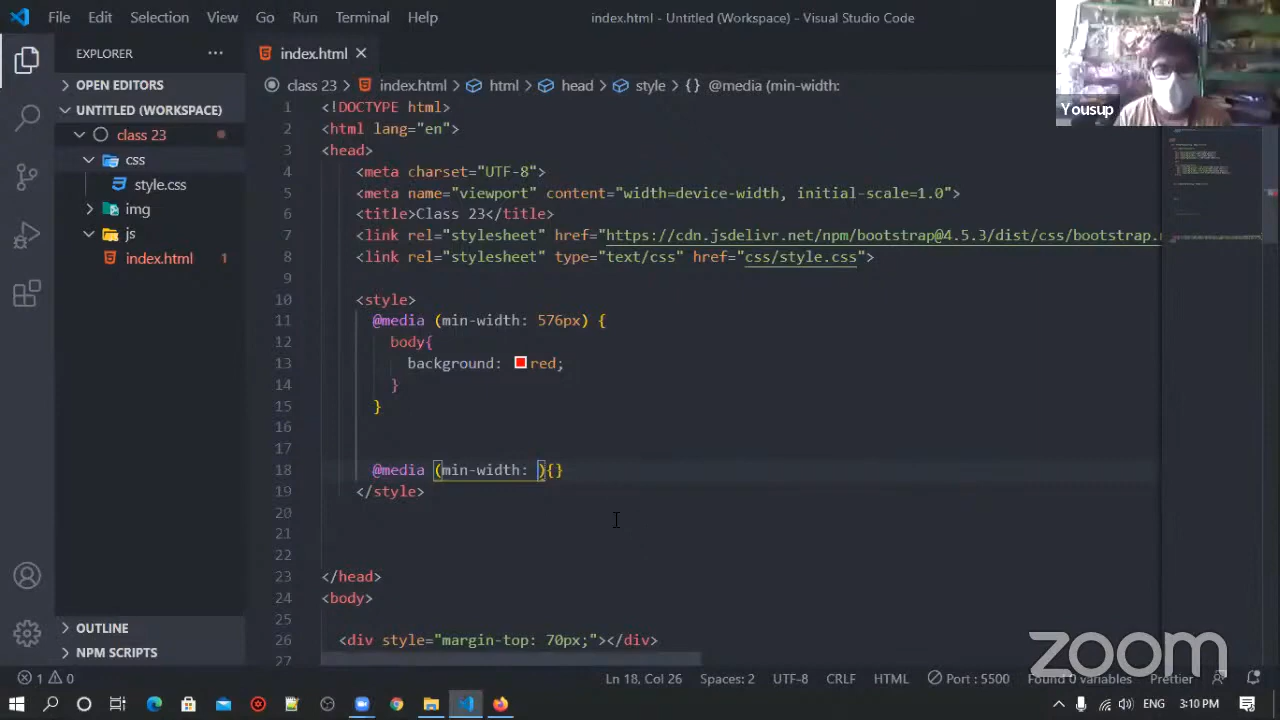 File Edit Selection View Go Run Terminal Help
index.html - Untitled (Workspace) - Visual Studio Code
Yousup
EXPLORER
OPEN EDITORS
UNTITLED (WORKSPACE)
class 23
css
style.css
img
js
index.html 1
OUTLINE
NPM SCRIPTS
index.html
class 23 > index.html > html > head > style > {} @media (min-width:
1 <!DOCTYPE html>
2 <html lang="en">
3 <head>
4 <meta charset="UTF-8">
5 <meta name="viewport" content="width=device-width, initial-scale=1.0">
6 <title>Class 23</title>
7 <link rel="stylesheet" href="https://cdn.jsdelivr.net/npm/bootstrap@4.5.3/dist/css/bootstrap.
8 <link rel="stylesheet" type="text/css" href="css/style.css">
9
10 <style>
11 @media (min-width: 576px) {
12 body{
13 background: red;
14 }
15 }
16
17
18 @media (min-width: ){}
19 </style>
20
21
22
23 </head>
24 <body>
25
26 <div style="margin-top: 70px;"></div>
27
zoom
1 0
Ln 18, Col 26 Spaces: 2 UTF-8 CRLF HTML Port : 5500 Found 0 variables Prettier
ENG 3:10 PM